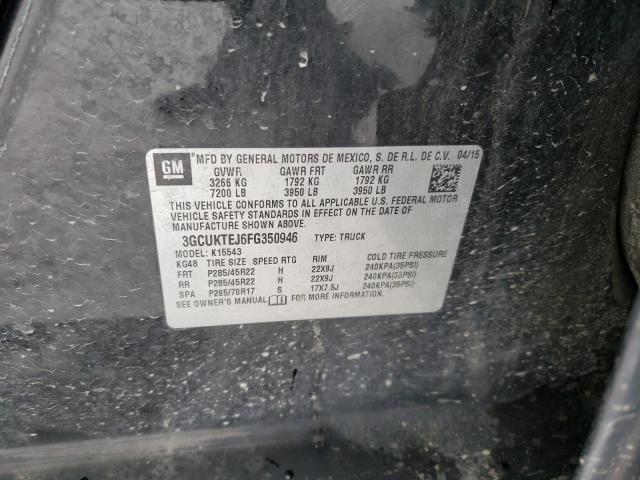 GM
MFD BY GENERAL MOTORS DE MEXICO, S. DE R.L. DE C.V. 04/15
GVWR GAWR FRT GAWR RR
3266 KG 1792 KG 1792 KG
7200 LB 3950 LB 3950 LB
THIS VEHICLE CONFORMS TO ALL APPLICABLE U.S. FEDERAL MOTOR
VEHICLE SAFETY STANDARDS IN EFFECT ON THE DATE OF
MANUFACTURE SHOWN ABOVE.
3GCUKTEJ6FG350946 TYPE: TRUCK
MODEL: K15543
KG48 TIRE SIZE SPEED RTG RIM COLD TIRE PRESSURE
FRT P285/45R22 H 22X9J 240KPA(35PSI)
RR P285/45R22 H 22X9J 240KPA(35PSI)
SPA P265/70R17 S 17X7.5J 240KPA(35PSI)
SEE OWNER'S MANUAL FOR MORE INFORMATION.